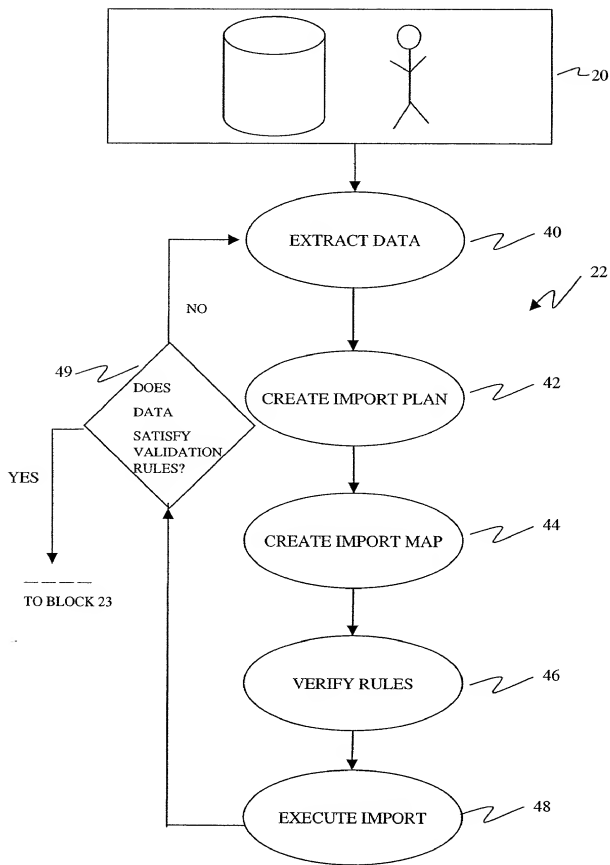 20
EXTRACT DATA
40
22
NO
49
DOES
DATA
SATISFY
VALIDATION
RULES?
CREATE IMPORT PLAN
42
YES
CREATE IMPORT MAP
44
TO BLOCK 23
VERIFY RULES
46
EXECUTE IMPORT
48